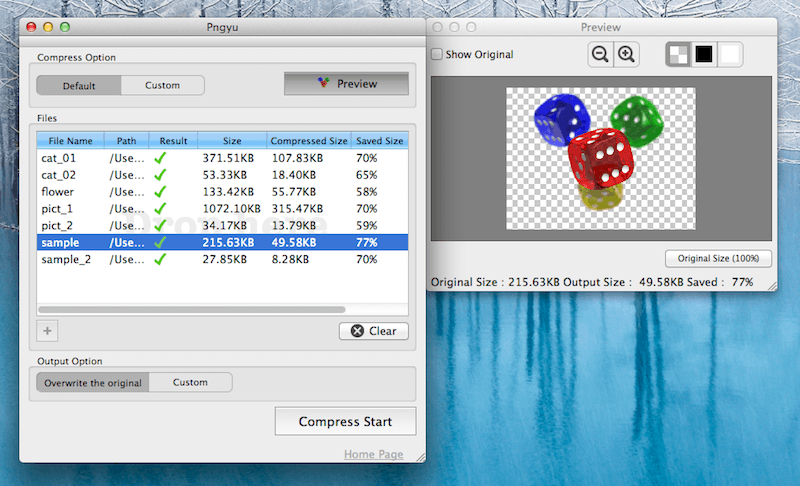 Pngyu
Compress Option
Default Custom Preview
Files
File Name Path Result Size Compressed Size Saved Size
cat_01 /Use... 371.51KB 107.83KB 70%
cat_02 /Use... 53.33KB 18.40KB 65%
flower /Use... 133.42KB 55.77KB 58%
pict_1 /Use... 1072.10KB 315.47KB 70%
pict_2 /Use... 34.17KB 13.79KB 59%
sample /Use... 215.63KB 49.58KB 77%
sample_2 /Use... 27.85KB 8.28KB 70%
Drop here
+ Clear
Output Option
Overwrite the original Custom
Compress Start
Home Page
Preview
Show Original
Original Size (100%)
Original Size : 215.63KB Output Size : 49.58KB Saved : 77%